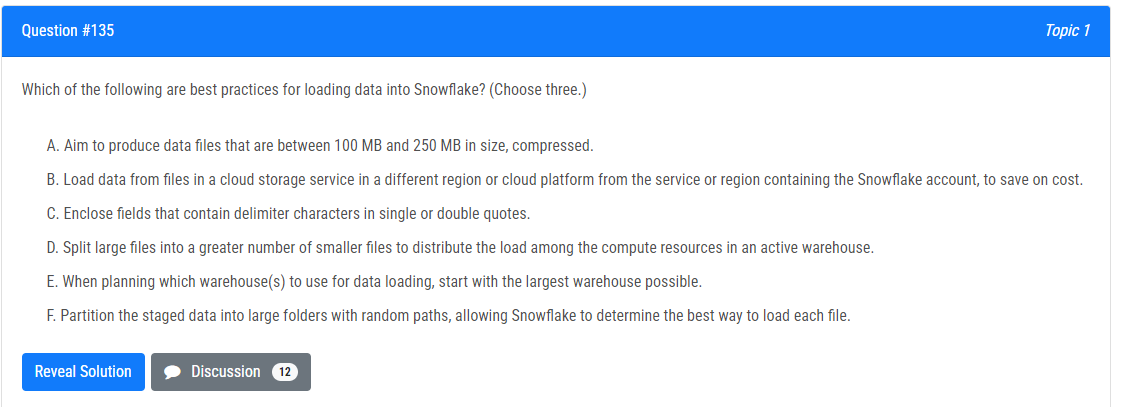 Question #135
Topic 1
Which of the following are best practices for loading data into Snowflake? (Choose three.)
A. Aim to produce data files that are between 100 MB and 250 MB in size, compressed.
B. Load data from files in a cloud storage service in a different region or cloud platform from the service or region containing the Snowflake account, to save on cost.
C. Enclose fields that contain delimiter characters in single or double quotes.
D. Split large files into a greater number of smaller files to distribute the load among the compute resources in an active warehouse.
E. When planning which warehouse(s) to use for data loading, start with the largest warehouse possible.
F. Partition the staged data into large folders with random paths, allowing Snowflake to determine the best way to load each file.
Reveal Solution
Discussion 12